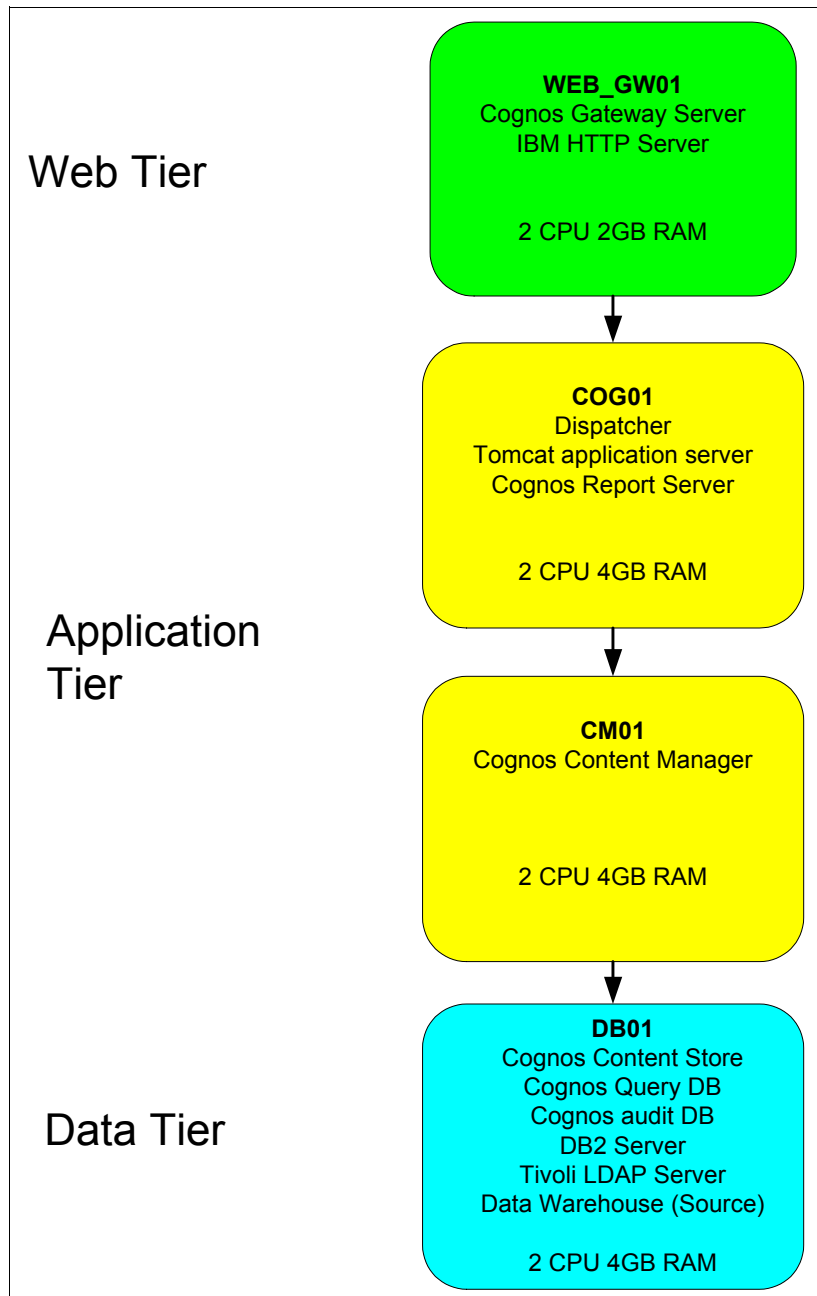 Web Tier
WEB_GW01
Cognos Gateway Server
IBM HTTP Server
2 CPU 2GB RAM
Application
Tier
COG01
Dispatcher
Tomcat application server
Cognos Report Server
2 CPU 4GB RAM
CM01
Cognos Content Manager
2 CPU 4GB RAM
Data Tier
DB01
Cognos Content Store
Cognos Query DB
Cognos audit DB
DB2 Server
Tivoli LDAP Server
Data Warehouse (Source)
2 CPU 4GB RAM